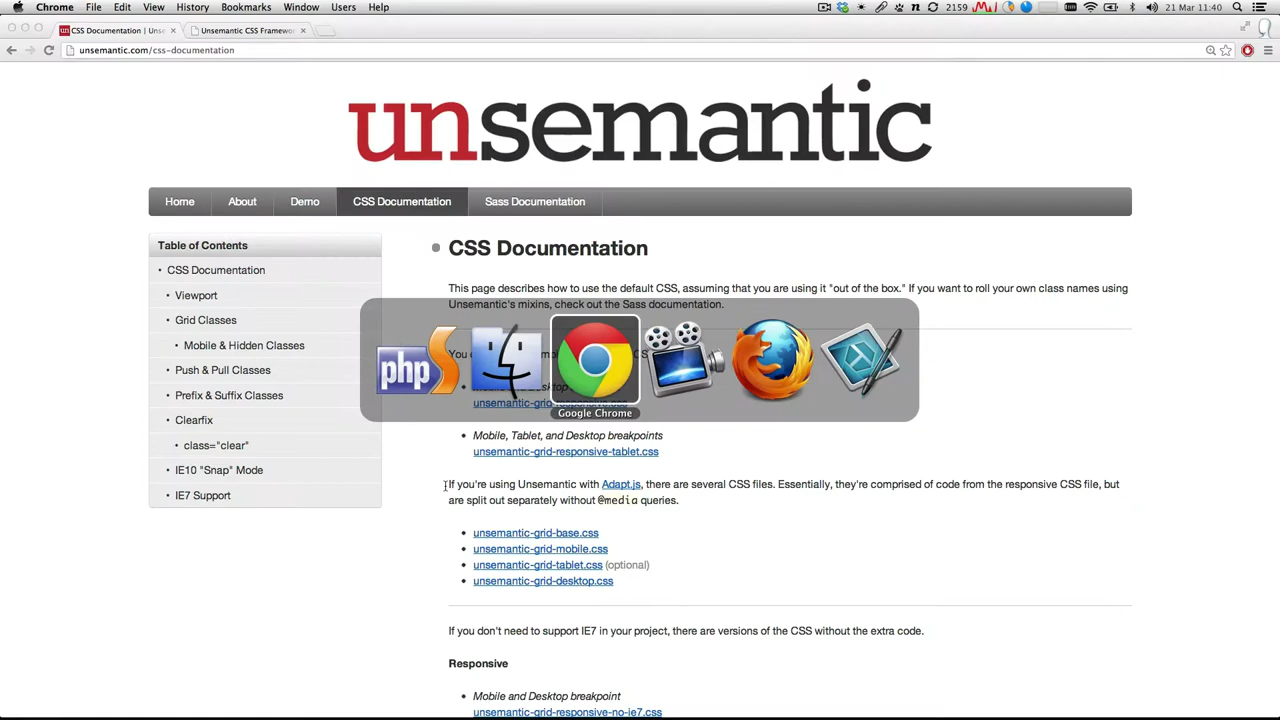 Chrome File Edit View History Bookmarks Window Users Help 2159 21 Mar 11:40
CSS Documentation | Uns Unsemantic CSS Framewo
unsemantic.com/css-documentation
unsemantic
Home About Demo CSS Documentation Sass Documentation
Table of Contents
• CSS Documentation
• Viewport
• Grid Classes
• Mobile & Hidden Classes
• Push & Pull Classes
• Prefix & Suffix Classes
• Clearfix
• class="clear"
• IE10 "Snap" Mode
• IE7 Support
CSS Documentation
This page describes how to use the default CSS, assuming that you are using it "out of the box." If you want to roll your own class names using
Unsemantic's mixins, check out the Sass documentation.
php
Google Chrome
• Mobile, Tablet, and Desktop breakpoints
unsemantic-grid-responsive-tablet.css
If you're using Unsemantic with Adapt.js, there are several CSS files. Essentially, they're comprised of code from the responsive CSS file, but
are split out separately without @media queries.
• unsemantic-grid-base.css
• unsemantic-grid-mobile.css
• unsemantic-grid-tablet.css (optional)
• unsemantic-grid-desktop.css
If you don't need to support IE7 in your project, there are versions of the CSS without the extra code.
Responsive
• Mobile and Desktop breakpoint
unsemantic-grid-responsive-no-ie7.css